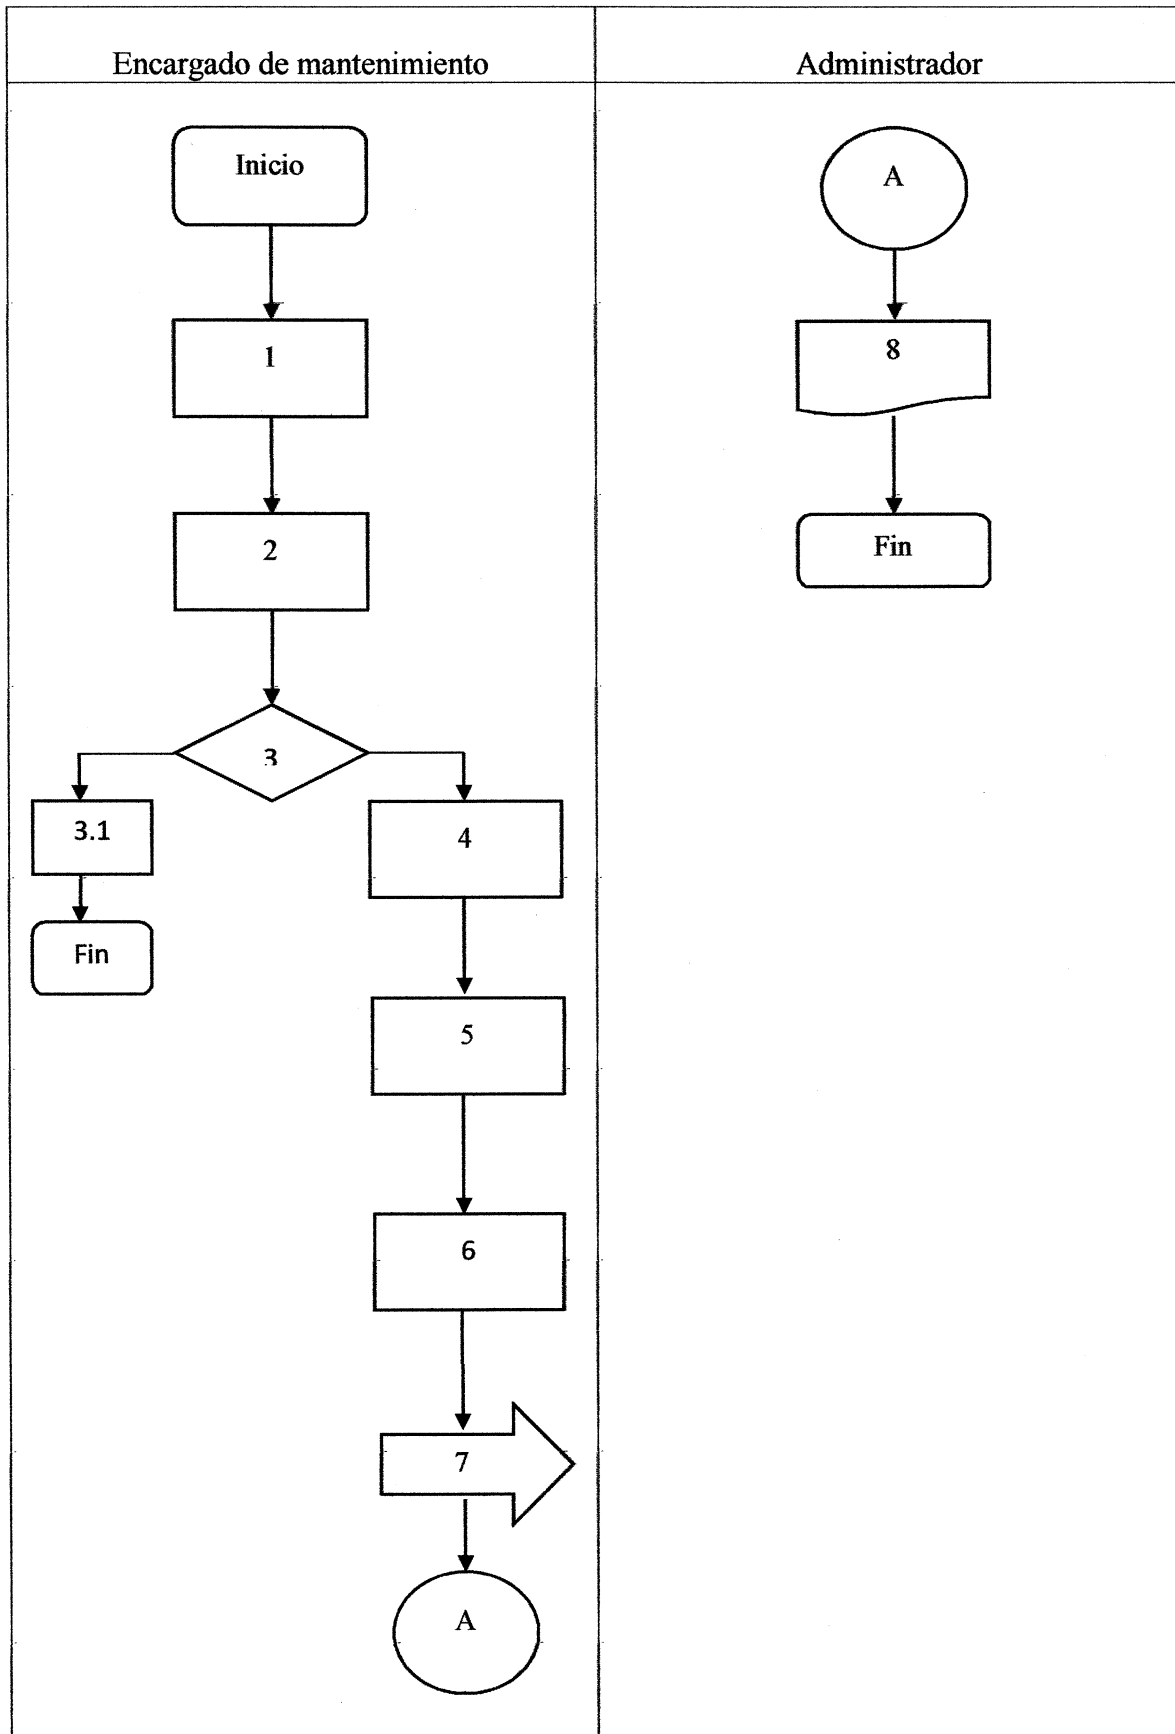 Encargado de mantenimiento
Administrador
Inicio
1
2
3
3.1
Fin
4
5
6
7
A
A
8
Fin